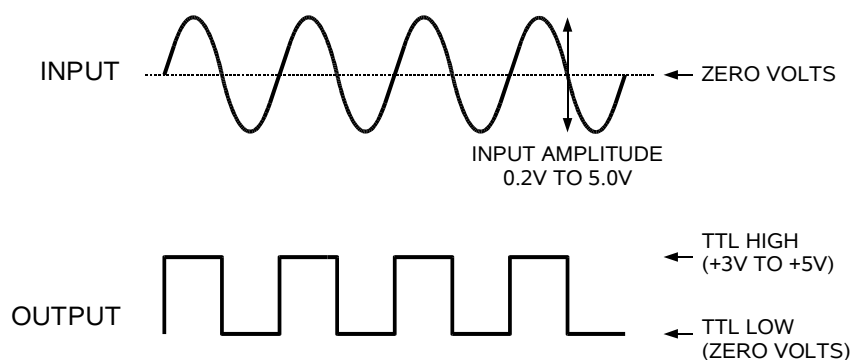 INPUT
ZERO VOLTS
INPUT AMPLITUDE
0.2V TO 5.0V
TTL HIGH
(+3V TO +5V)
OUTPUT
TTL LOW
(ZERO VOLTS)